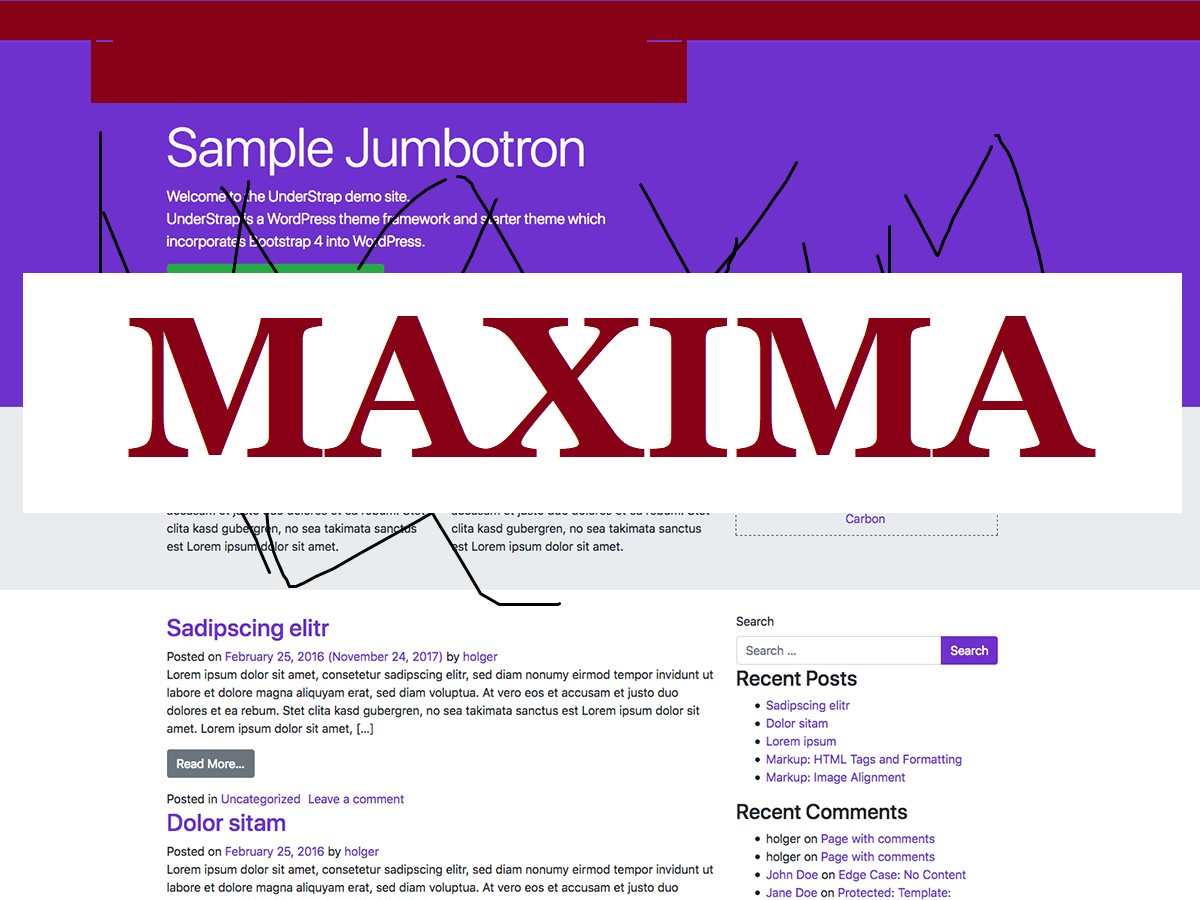 Sample Jumbotron
Welcome to the UnderStrap demo site.
UnderStrap is a WordPress theme framework and starter theme which
incorporates Bootstrap 4 into WordPress.
MAXIMA
clita kasd gubergren, no sea takimata sanctus
est Lorem ipsum dolor sit amet.
clita kasd gubergren, no sea takimata sanctus
est Lorem ipsum dolor sit amet.
Carbon
Sadipscing elitr
Posted on February 25, 2016 (November 24, 2017) by holger
Lorem ipsum dolor sit amet, consetetur sadipscing elitr, sed diam nonumy eirmod tempor invidunt ut
labore et dolore magna aliquyam erat, sed diam voluptua. At vero eos et accusam et justo duo
dolores et ea rebum. Stet clita kasd gubergren, no sea takimata sanctus est Lorem ipsum dolor sit
amet. Lorem ipsum dolor sit amet, [...]
Read More...
Posted in Uncategorized Leave a comment
Dolor sitam
Posted on February 25, 2016 by holger
Lorem ipsum dolor sit amet, consetetur sadipscing elitr, sed diam nonumy eirmod tempor invidunt ut
labore et dolore magna aliquyam erat, sed diam voluptua. At vero eos et accusam et justo duo
Search
Search ...
Search
Recent Posts
Sadipscing elitr
Dolor sitam
Lorem ipsum
Markup: HTML Tags and Formatting
Markup: Image Alignment
Recent Comments
holger on Page with comments
holger on Page with comments
John Doe on Edge Case: No Content
Jane Doe on Protected: Template: